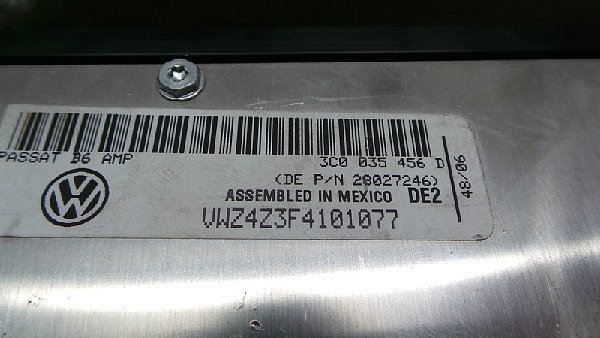 PASSAT B6 AMP
3C0 035 456 D
(DE P/N 28027246)
ASSEMBLED IN MEXICO DE2
48/06
VWZ4Z3F4101077